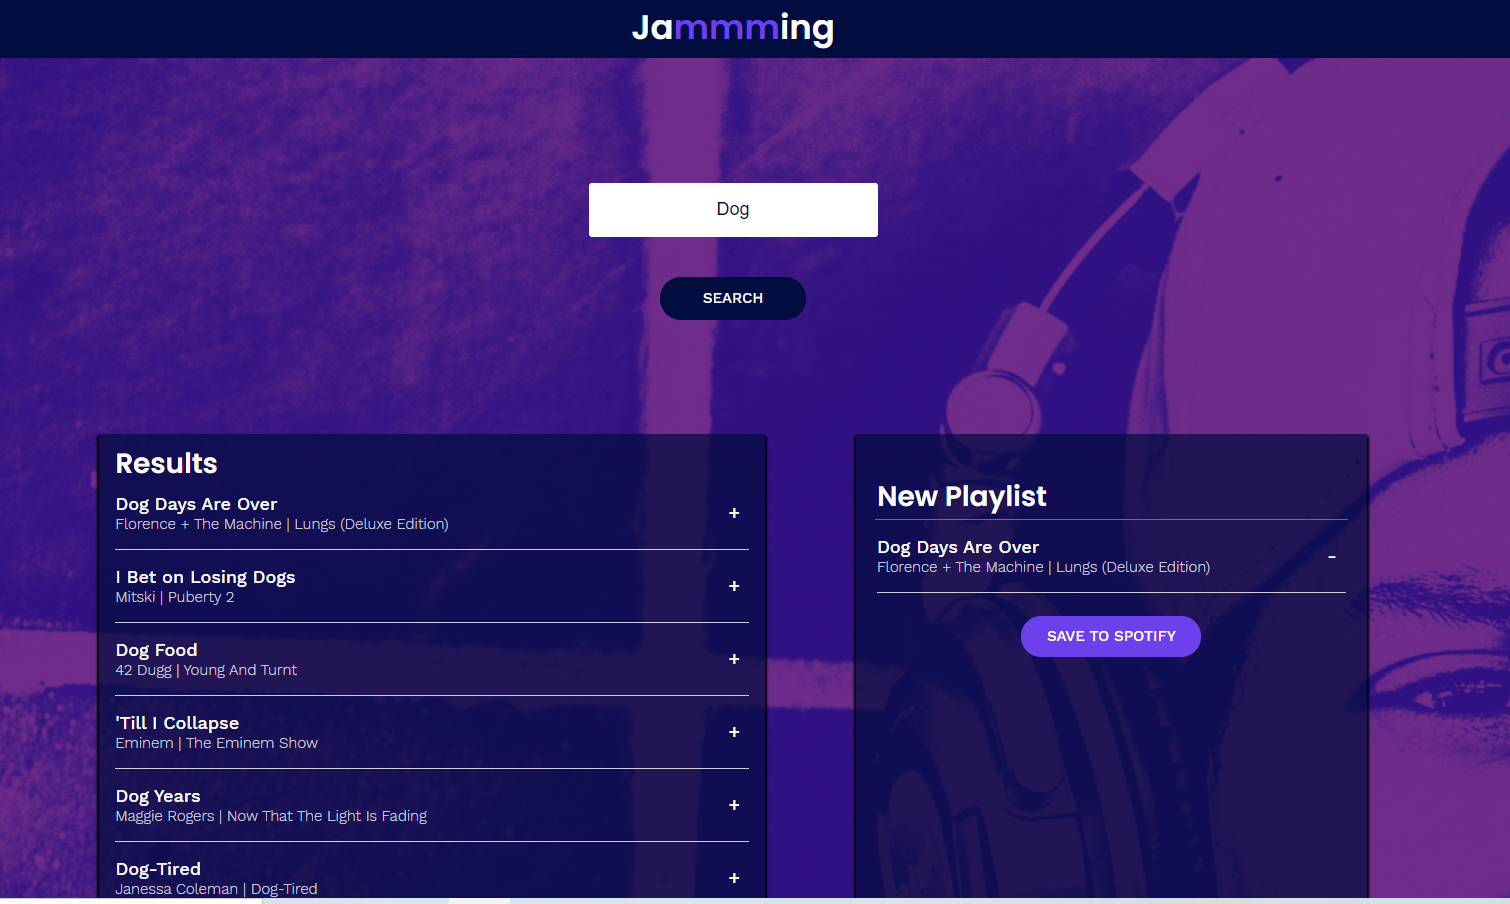 Jammming
Dog
SEARCH
Results
Dog Days Are Over
Florence + The Machine | Lungs (Deluxe Edition)
+
I Bet on Losing Dogs
Mitski | Puberty 2
+
Dog Food
42 Dugg | Young And Turnt
+
'Till I Collapse
Eminem | The Eminem Show
+
Dog Years
Maggie Rogers | Now That The Light Is Fading
+
Dog-Tired
Janessa Coleman | Dog-Tired
+
New Playlist
Dog Days Are Over
Florence + The Machine | Lungs (Deluxe Edition)
-
SAVE TO SPOTIFY